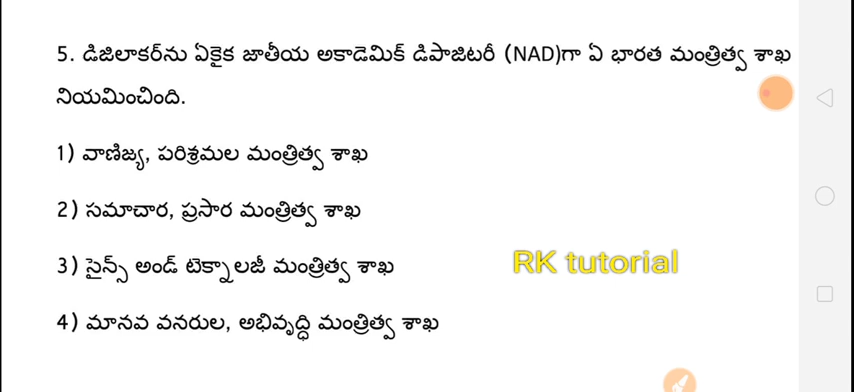 5. డిజిలాకర్‌ను ఏకైక జాతీయ అకాడెమిక్ డిపాజిటరీ (NAD)గా ఏ భారత మంత్రిత్వ శాఖ
నియమించింది.
1) వాణిజ్య, పరిశ్రమల మంత్రిత్వ శాఖ
2) సమాచార, ప్రసార మంత్రిత్వ శాఖ
3) సైన్స్ అండ్ టెక్నాలజీ మంత్రిత్వ శాఖ
RK tutorial
4) మానవ వనరుల, అభివృద్ధి మంత్రిత్వ శాఖ